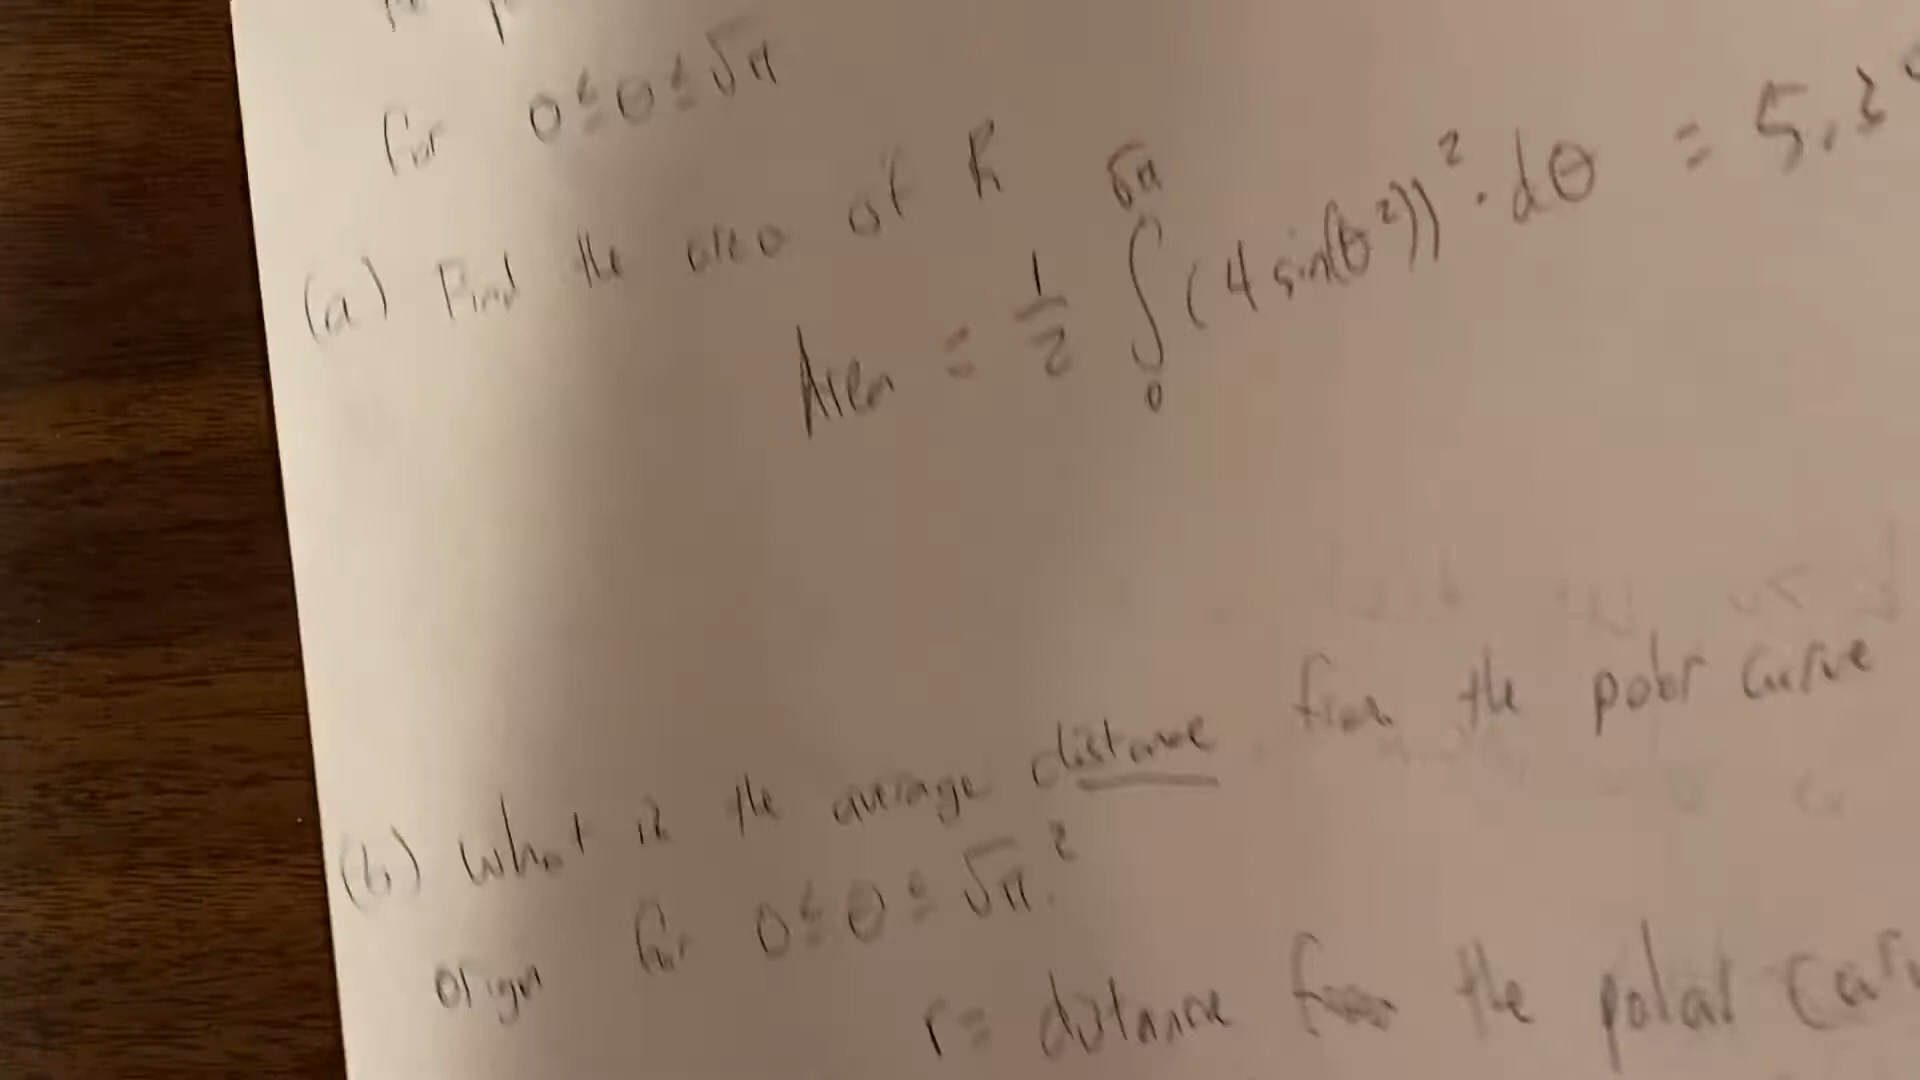 for 0 ≤ θ ≤ √π
(a) Find the area of R
Area = 1/2 ∫₀^√π (4 sin(θ²))² · dθ = 5.3
(b) What is the average distance from the polar curve
origin for 0 ≤ θ ≤ √π ?
r = distance from the polar